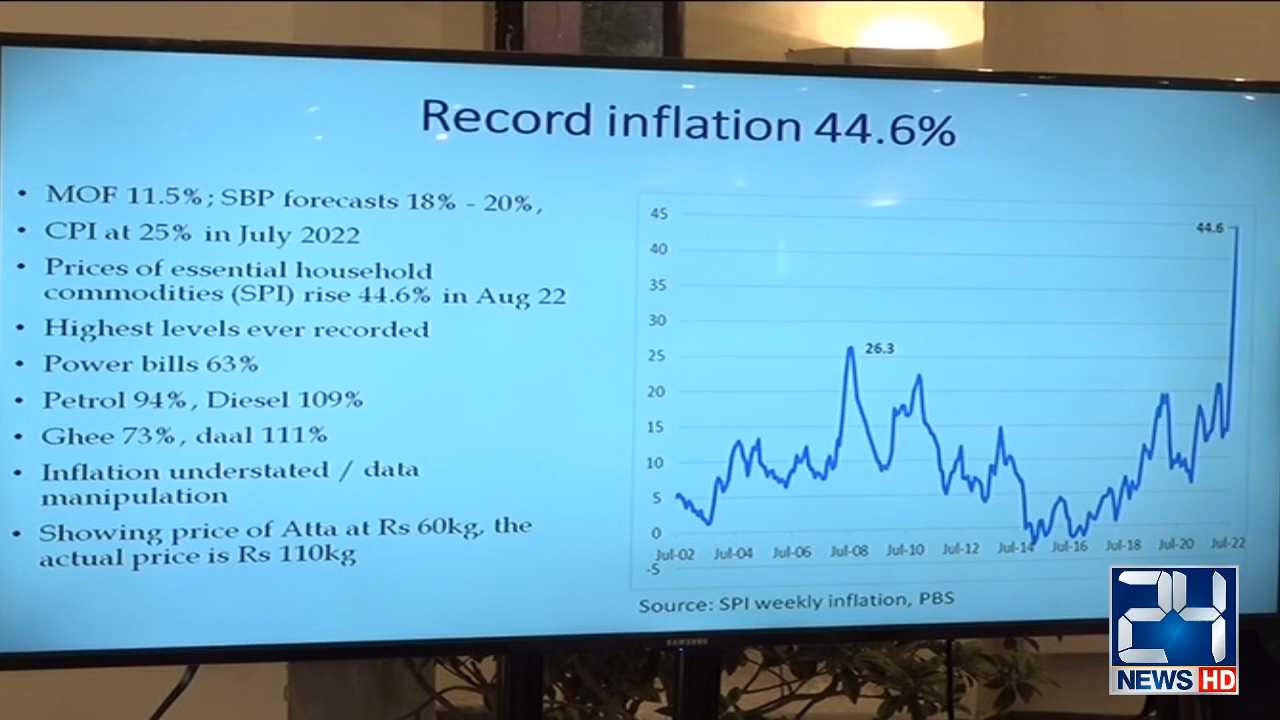 Record inflation 44.6%
• MOF 11.5%; SBP forecasts 18% - 20%,
• CPI at 25% in July 2022
• Prices of essential household
commodities (SPI) rise 44.6% in Aug 22
• Highest levels ever recorded
• Power bills 63%
• Petrol 94%, Diesel 109%
• Ghee 73%, daal 111%
• Inflation understated / data
manipulation
• Showing price of Atta at Rs 60kg, the
actual price is Rs 110kg
45
44.6
40
35
30
26.3
25
20
15
10
5
0
Jul-02 Jul-04 Jul-06 Jul-08 Jul-10 Jul-12 Jul-14 Jul-16 Jul-18 Jul-20 Jul-22
-5
Source: SPI weekly inflation, PBS
SAMSUNG
24
NEWS HD